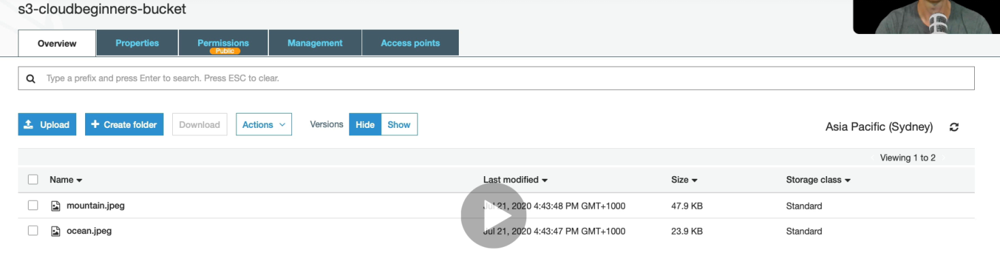 s3-cloudbeginners-bucket
Overview Properties Permissions Management Access points
Public
Type a prefix and press Enter to search. Press ESC to clear.
Upload Create folder Download Actions Versions Hide Show Asia Pacific (Sydney)
Viewing 1 to 2
Name Last modified Size Storage class
mountain.jpeg Jul 21, 2020 4:43:48 PM GMT+1000 47.9 KB Standard
ocean.jpeg Jul 21, 2020 4:43:47 PM GMT+1000 23.9 KB Standard